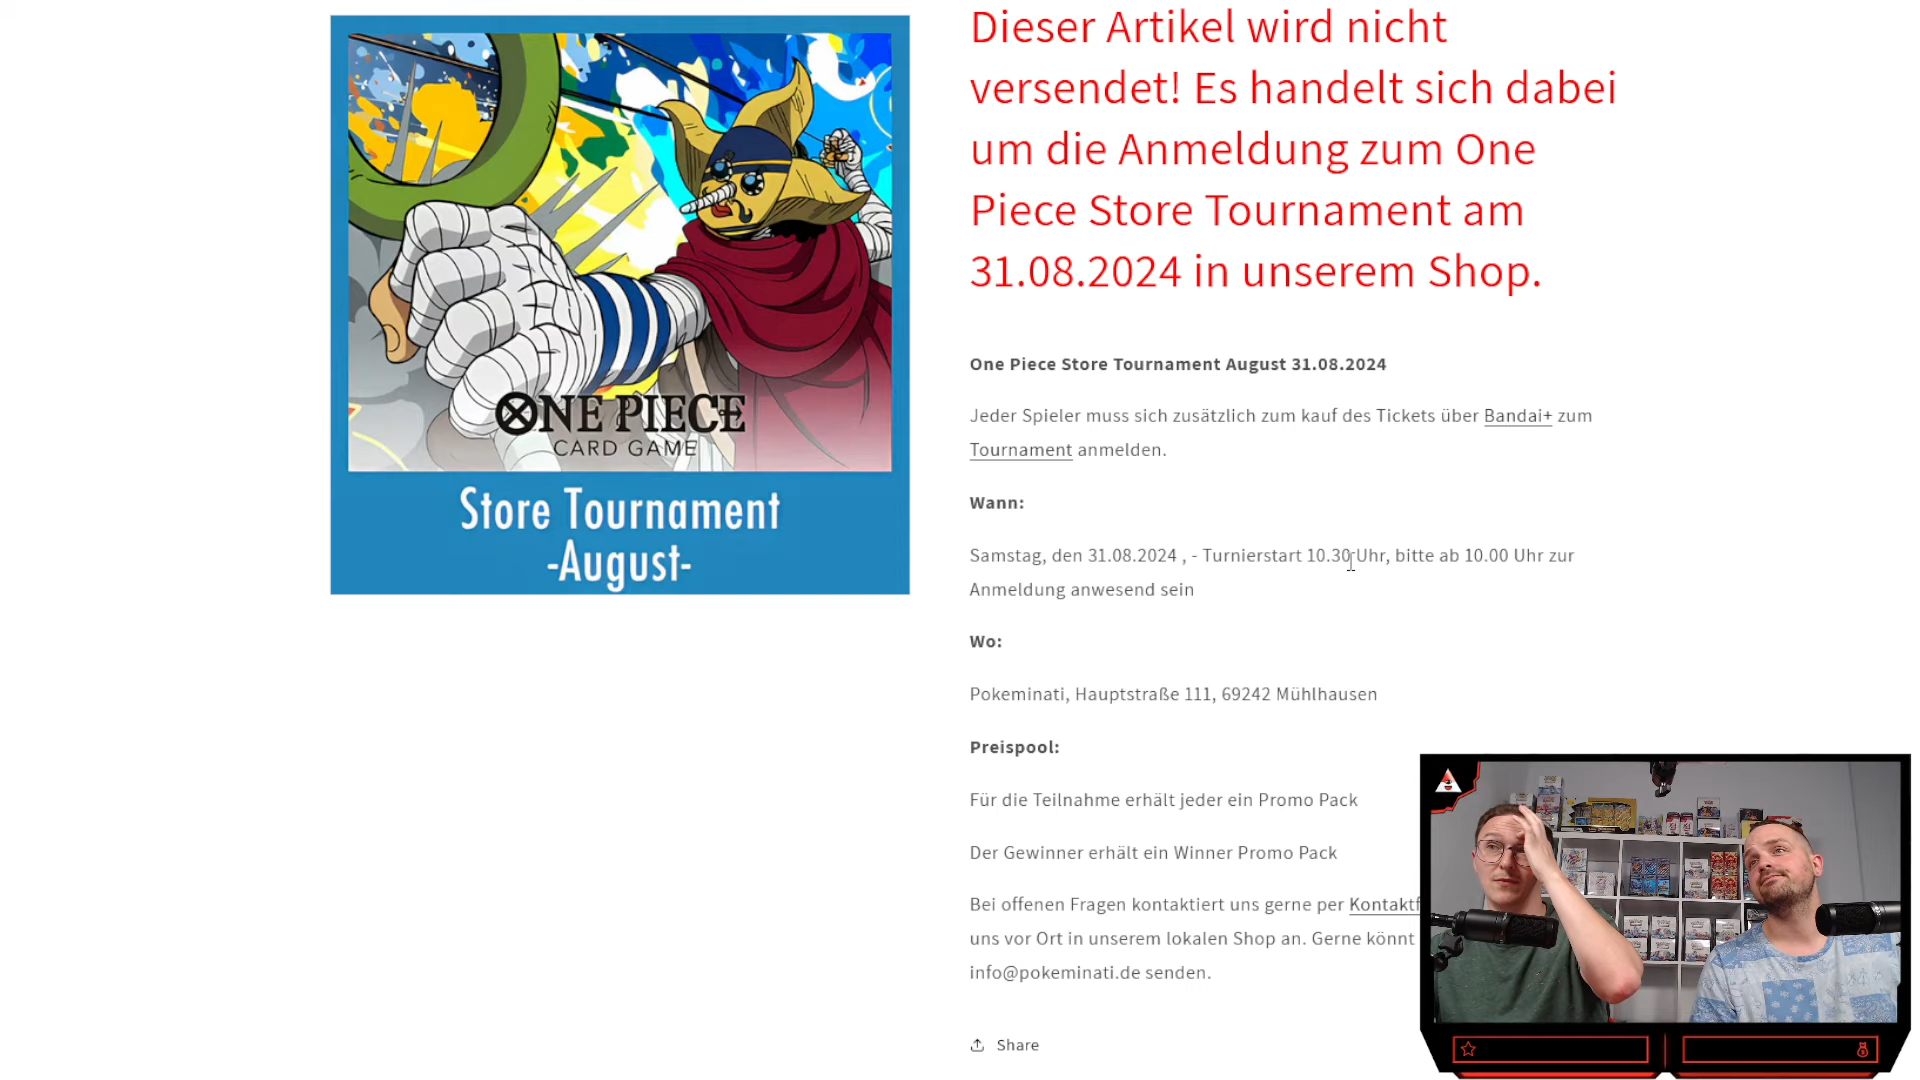 Dieser Artikel wird nicht
versendet! Es handelt sich dabei
um die Anmeldung zum One
Piece Store Tournament am
31.08.2024 in unserem Shop.
ONE PIECE
CARD GAME
Store Tournament
-August-
One Piece Store Tournament August 31.08.2024
Jeder Spieler muss sich zusätzlich zum kauf des Tickets über Bandai+ zum
Tournament anmelden.
Wann:
Samstag, den 31.08.2024 , - Turnierstart 10.30 Uhr, bitte ab 10.00 Uhr zur
Anmeldung anwesend sein
Wo:
Pokeminati, Hauptstraße 111, 69242 Mühlhausen
Preispool:
Für die Teilnahme erhält jeder ein Promo Pack
Der Gewinner erhält ein Winner Promo Pack
Bei offenen Fragen kontaktiert uns gerne per Kontaktf
uns vor Ort in unserem lokalen Shop an. Gerne könnt
info@pokeminati.de senden.
Share